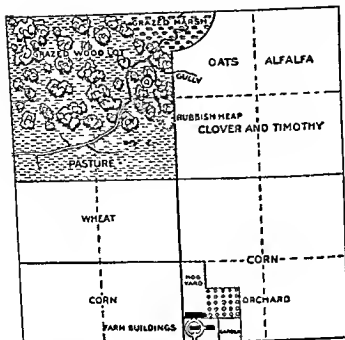 GRAZED MARSH
GRAZED WOOD LOT
OATS
ALFALFA
GULLY
RUBBISH HEAP
CLOVER AND TIMOTHY
PASTURE
WHEAT
CORN
HOG
YARD
CORN
ORCHARD
FARM BUILDINGS
GARDEN